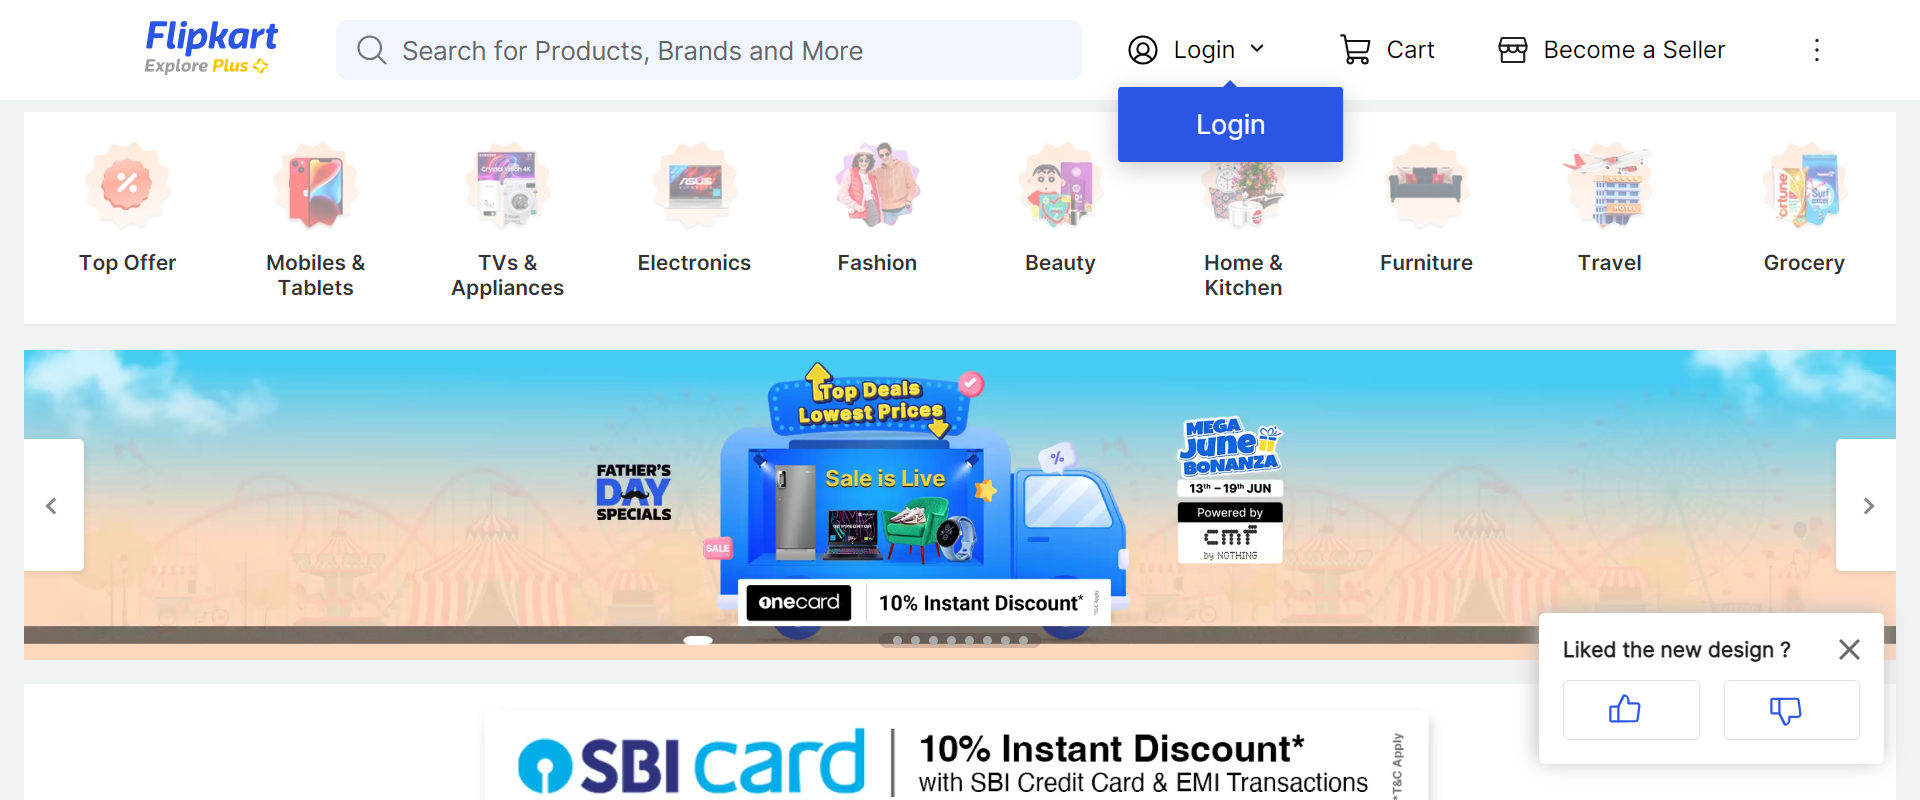 Flipkart
Explore Plus
Search for Products, Brands and More
Login
Cart
Become a Seller
Login
Top Offer
Mobiles &
Tablets
TVs &
Appliances
Electronics
Fashion
Beauty
Home &
Kitchen
Furniture
Travel
Grocery
Top Deals
Lowest Prices
Sale is Live
FATHER'S
DAY
SPECIALS
SALE
%
MEGA
June
BONANZA
13th – 19th JUN
Powered by
CMF
by NOTHING
onecard
10% Instant Discount*
*T&C Apply
Liked the new design ?
SBI card
10% Instant Discount*
with SBI Credit Card & EMI Transactions
*T&C Apply